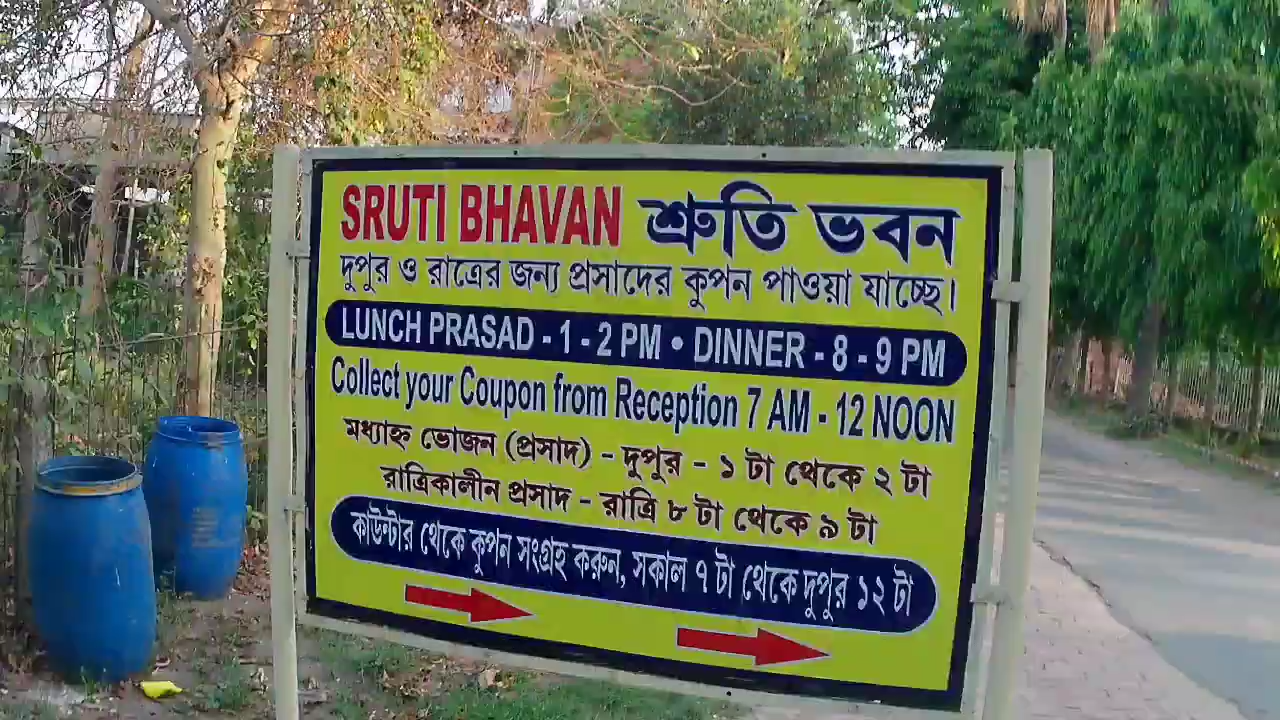 SRUTI BHAVAN শ্রুতি ভবন
দুপুর ও রাত্রের জন্য প্রসাদের কুপন পাওয়া যাচ্ছে।
LUNCH PRASAD - 1 - 2 PM • DINNER - 8 - 9 PM
Collect your Coupon from Reception 7 AM - 12 NOON
মধ্যাহ্ন ভোজন (প্রসাদ) - দুপুর - ১ টা থেকে ২ টা
রাত্রিকালীন প্রসাদ - রাত্রি ৮ টা থেকে ৯ টা
কাউন্টার থেকে কুপন সংগ্রহ করুন, সকাল ৭ টা থেকে দুপুর ১২ টা